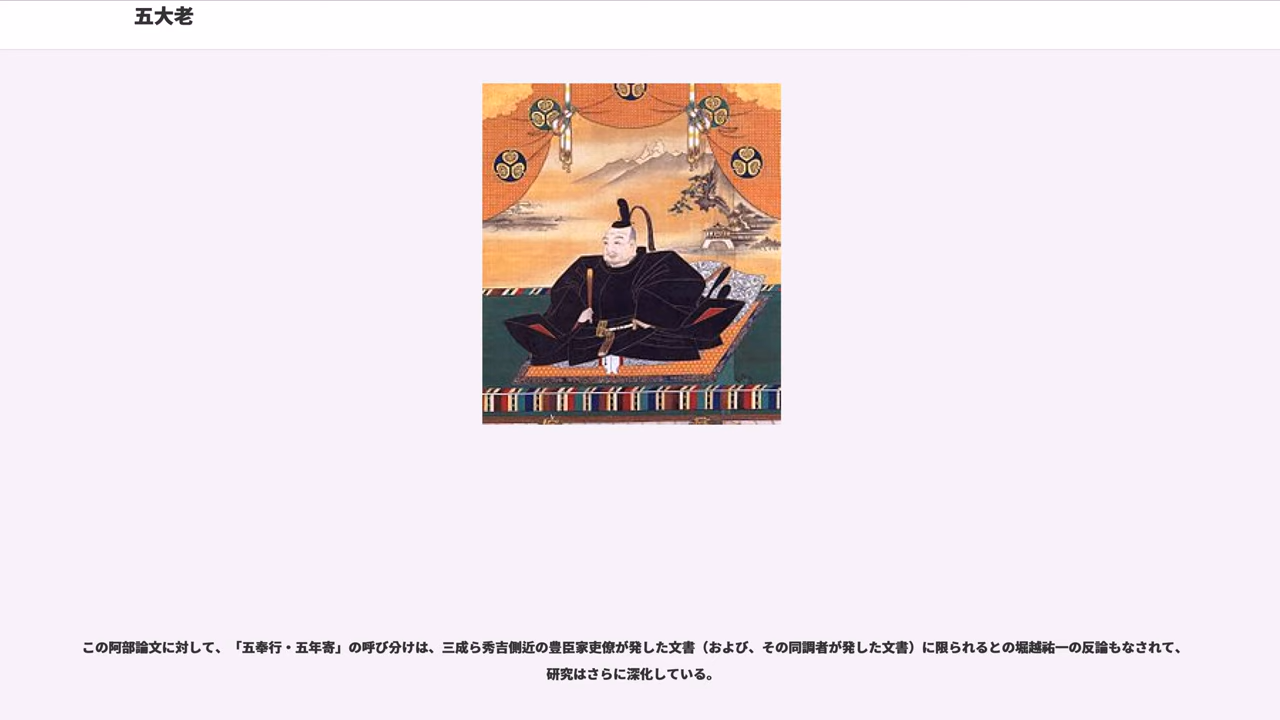 五大老
この阿部論文に対して、「五奉行・五年寄」の呼び分けは、三成ら秀吉側近の豊臣家吏僚が発した文書（および、その同調者が発した文書）に限られるとの堀越祐一の反論もなされて、
研究はさらに深化している。